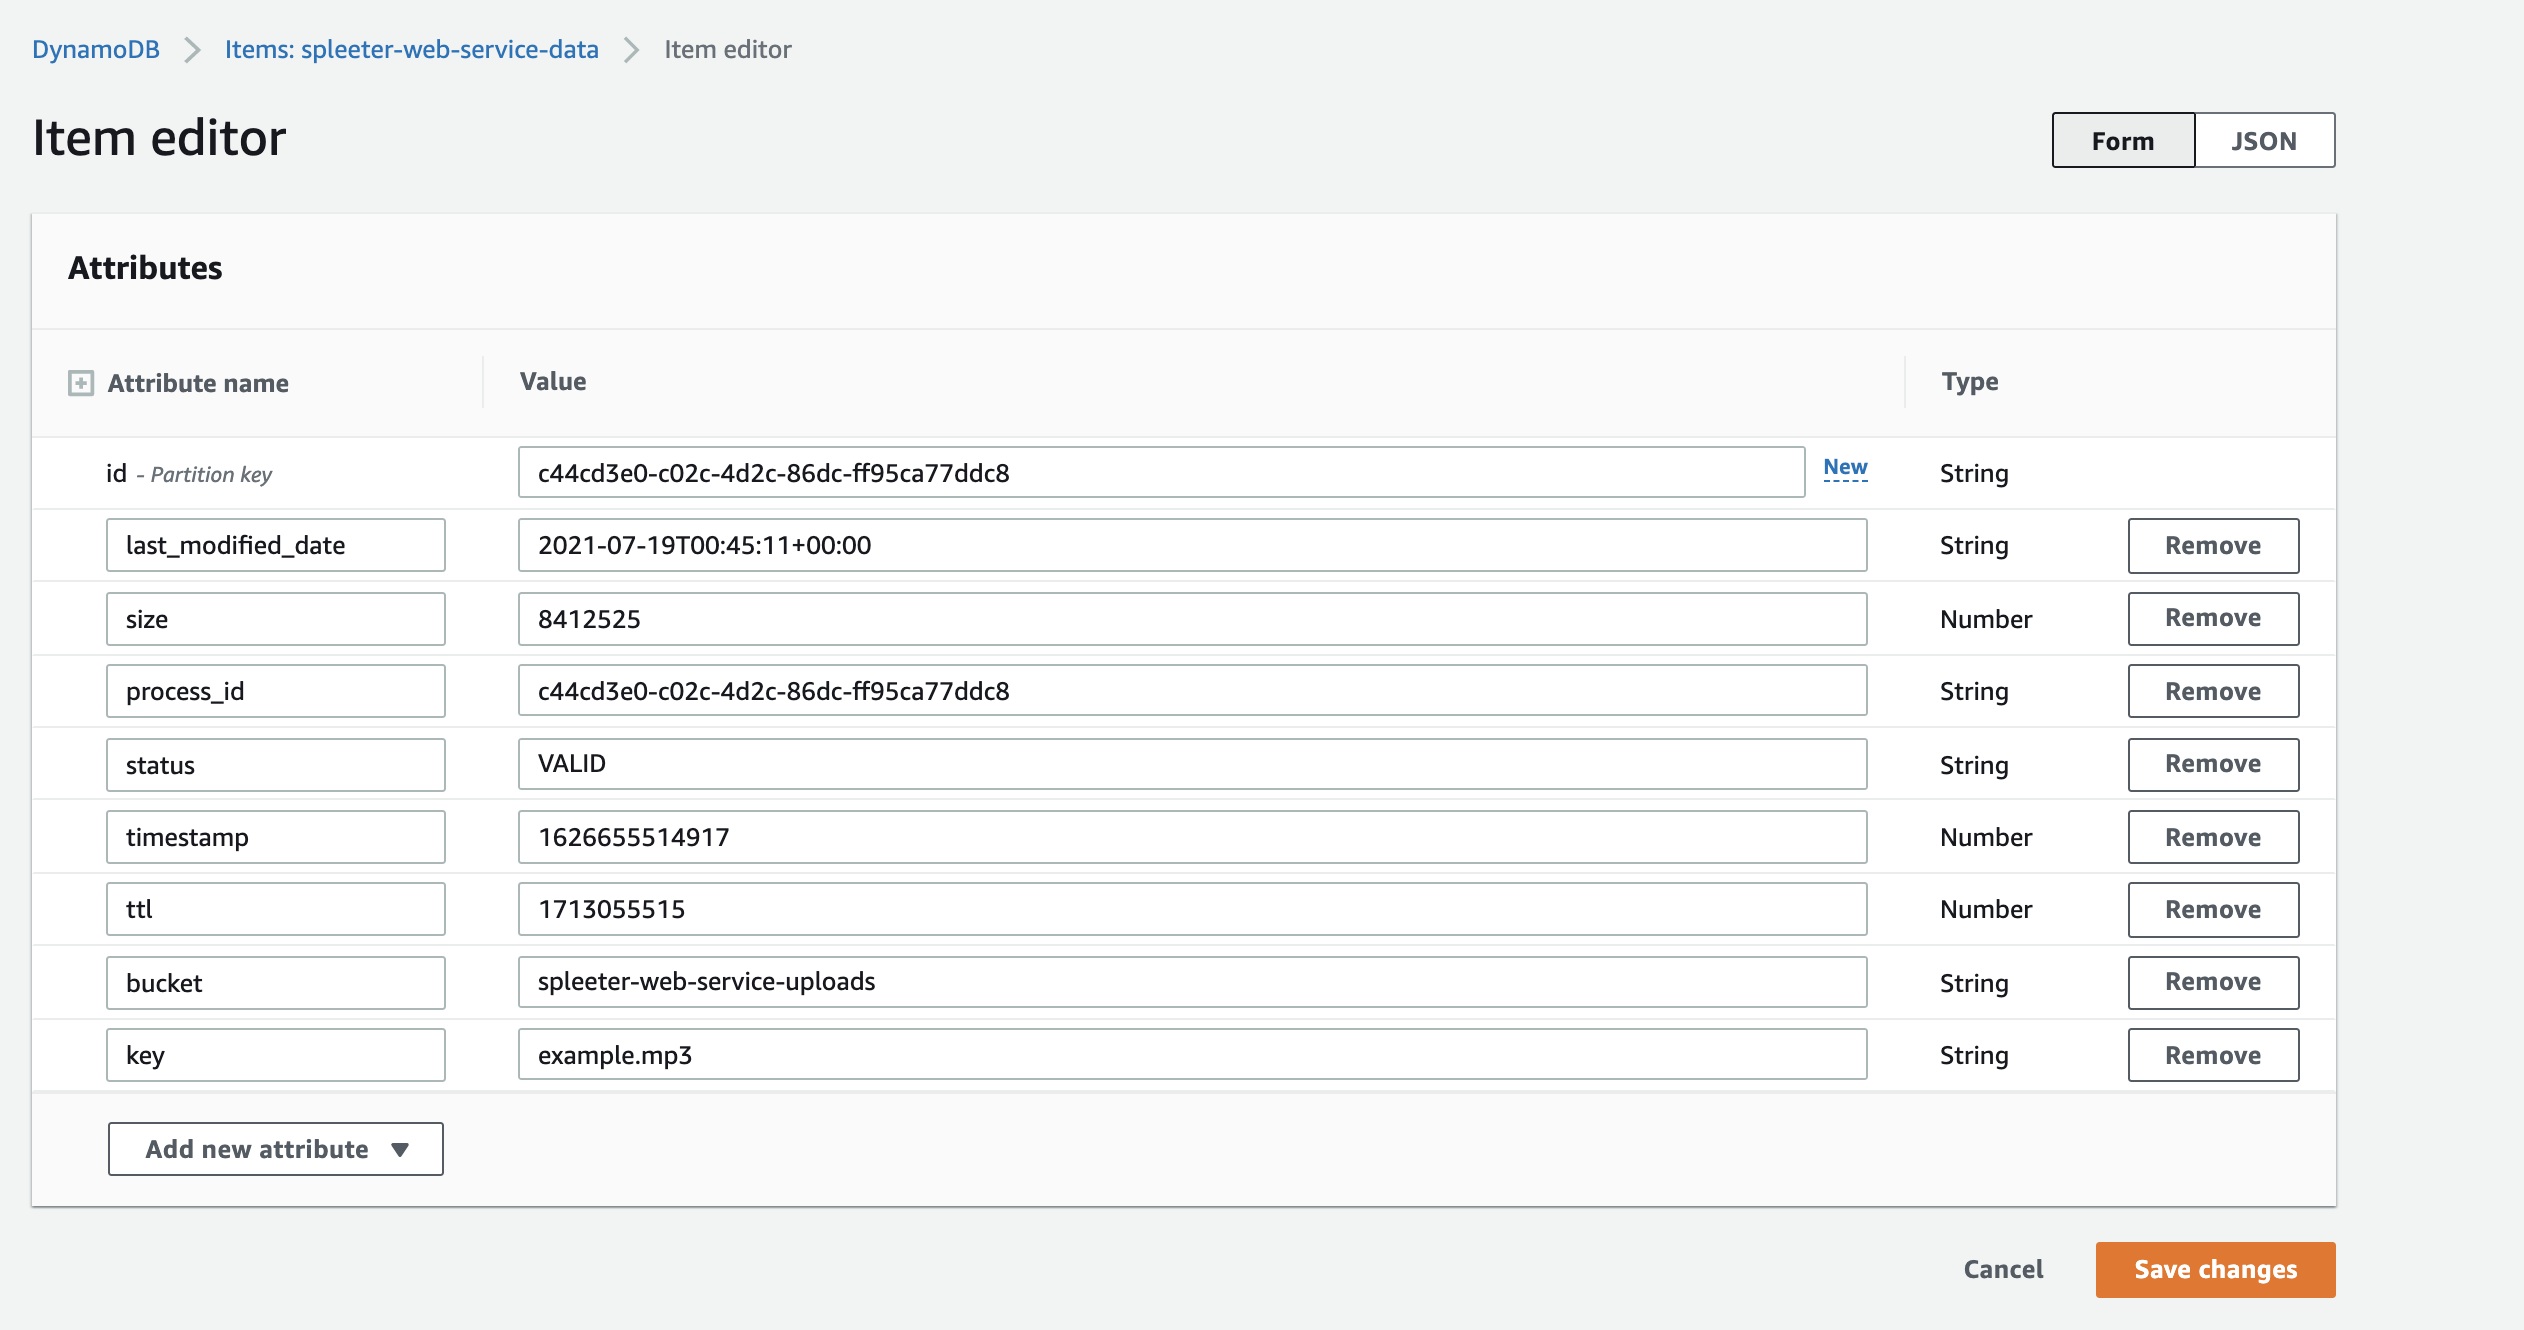 DynamoDB > Items: spleeter-web-service-data > Item editor
Item editor
Form JSON
Attributes
Attribute name Value Type
id - Partition key c44cd3e0-c02c-4d2c-86dc-ff95ca77ddc8 New String
last_modified_date 2021-07-19T00:45:11+00:00 String Remove
size 8412525 Number Remove
process_id c44cd3e0-c02c-4d2c-86dc-ff95ca77ddc8 String Remove
status VALID String Remove
timestamp 1626655514917 Number Remove
ttl 1713055515 Number Remove
bucket spleeter-web-service-uploads String Remove
key example.mp3 String Remove
Add new attribute
Cancel Save changes